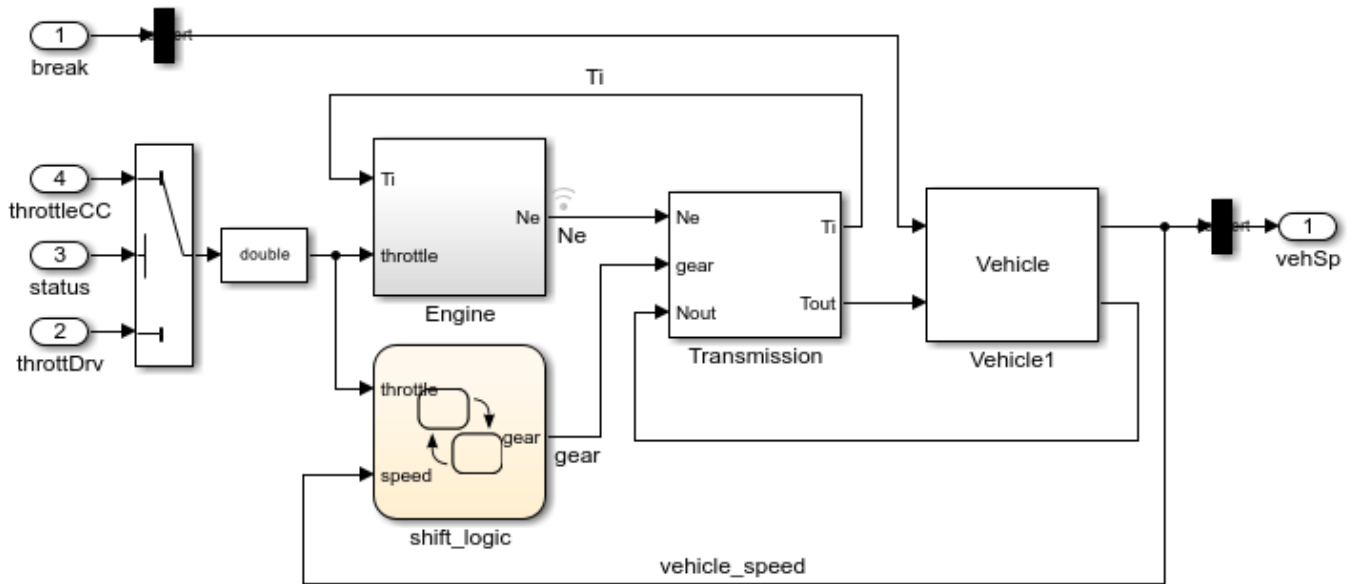 1
break
Ti
4
throttleCC
3
status
2
throttDrv
double
Ti
throttle
Ne
Engine
Ne
throttle
speed
gear
shift_logic
gear
Ne
gear
Nout
Ti
Tout
Transmission
Vehicle
Vehicle1
1
vehSp
vehicle_speed